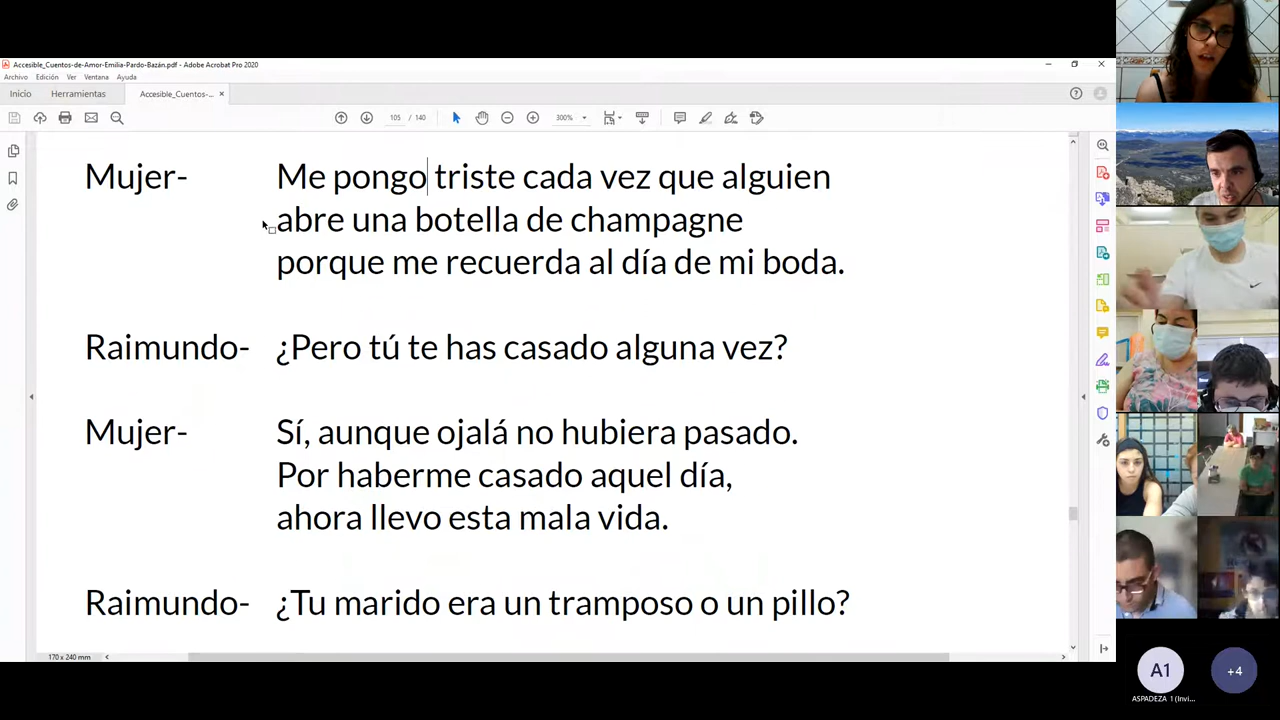 Accesible_Cuentos-de-Amor-Emilia-Pardo-Bazán.pdf - Adobe Acrobat Pro 2020
Archivo Edición Ver Ventana Ayuda
Inicio Herramientas Accesible_Cuentos-...
105 / 140 300%
Mujer- Me pongo triste cada vez que alguien
abre una botella de champagne
porque me recuerda al día de mi boda.
Raimundo- ¿Pero tú te has casado alguna vez?
Mujer- Sí, aunque ojalá no hubiera pasado.
Por haberme casado aquel día,
ahora llevo esta mala vida.
Raimundo- ¿Tu marido era un tramposo o un pillo?
170 x 240 mm
A1
+4
ASPADEZA 1 (Invi...